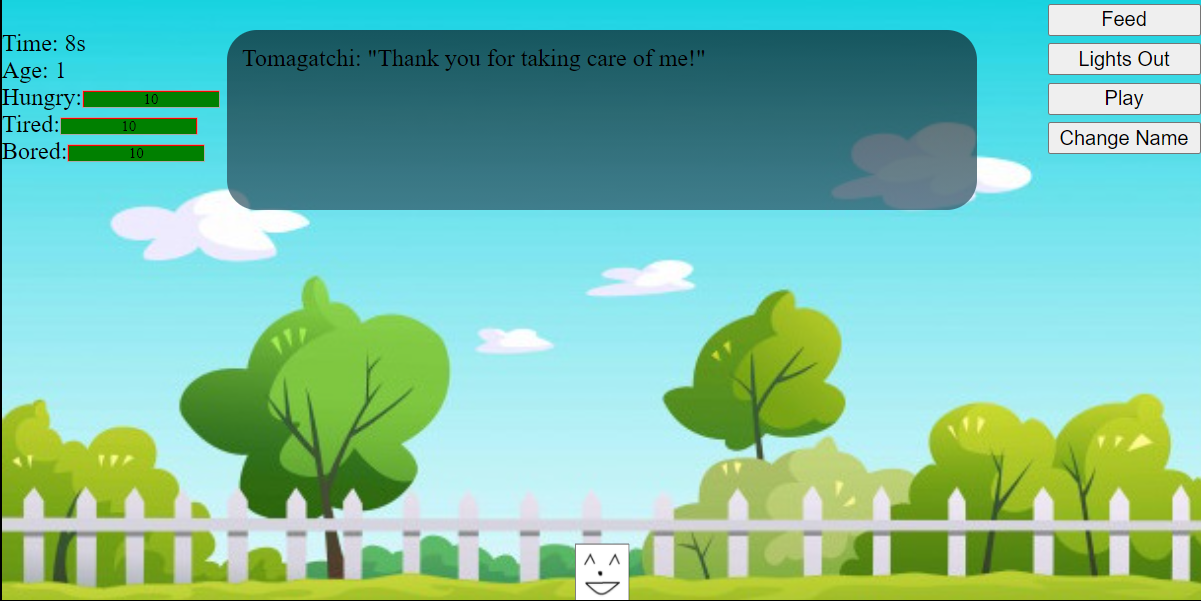 Time: 8s
Age: 1
Hungry: 10
Tired: 10
Bored: 10
Tomagatchi: "Thank you for taking care of me!"
Feed
Lights Out
Play
Change Name